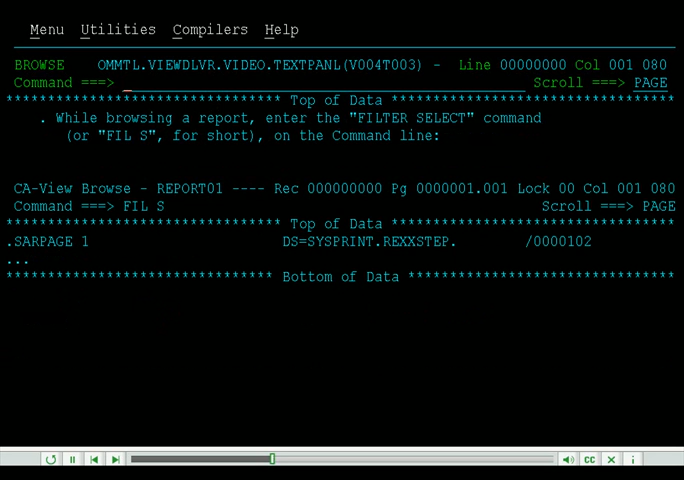 Menu Utilities Compilers Help
BROWSE OMMTL.VIEWDLVR.VIDEO.TEXTPANL(V004T003) - Line 00000000 Col 001 080
Command ===> Scroll ===> PAGE
********************************* Top of Data **********************************
. While browsing a report, enter the "FILTER SELECT" command
(or "FIL S", for short), on the Command line:
CA-View Browse - REPORT01 ---- Rec 000000000 Pg 0000001.001 Lock 00 Col 001 080
Command ===> FIL S Scroll ===> PAGE
********************************* Top of Data **********************************
.SARPAGE 1 DS=SYSPRINT.REXXSTEP. /0000102
...
******************************** Bottom of Data ********************************
CC